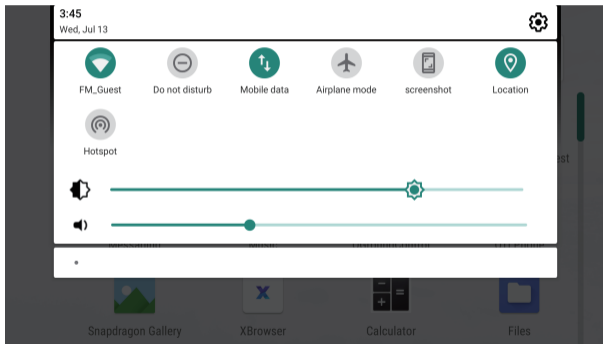 3:45
Wed, Jul 13
FM_Guest
Do not disturb
Mobile data
Airplane mode
screenshot
Location
Hotspot
Snapdragon Gallery
XBrowser
Calculator
Files